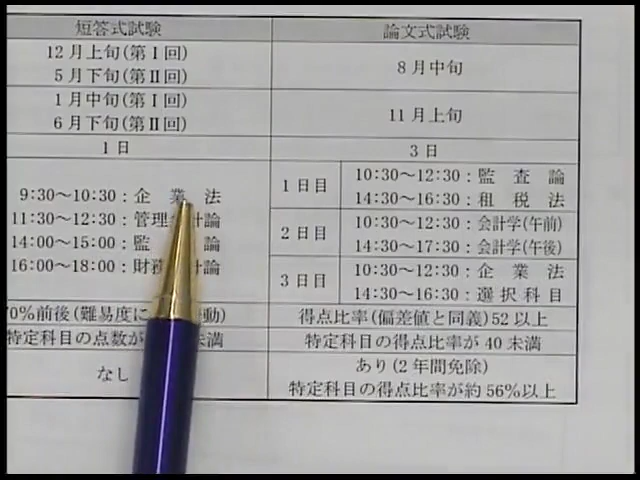 短答式試験 論文式試験
12月上旬(第Ⅰ回)
5月下旬(第Ⅱ回)
8月中旬
1月中旬(第Ⅰ回)
6月下旬(第Ⅱ回)
11月上旬
1日 3日
9:30〜10:30:企業法
11:30〜12:30:管理会計論
14:00〜15:00:監 論
16:00〜18:00:財務 計論
1日目
10:30〜12:30:監査論
14:30〜16:30:租税法
2日目
10:30〜12:30:会計学(午前)
14:30〜17:30:会計学(午後)
3日目
10:30〜12:30:企業法
14:30〜16:30:選択科目
70%前後(難易度に 動)
得点比率(偏差値と同義)52以上
特定科目の点数が 未満
特定科目の得点比率が40未満
なし
あり(2年間免除)
特定科目の得点比率が約56%以上